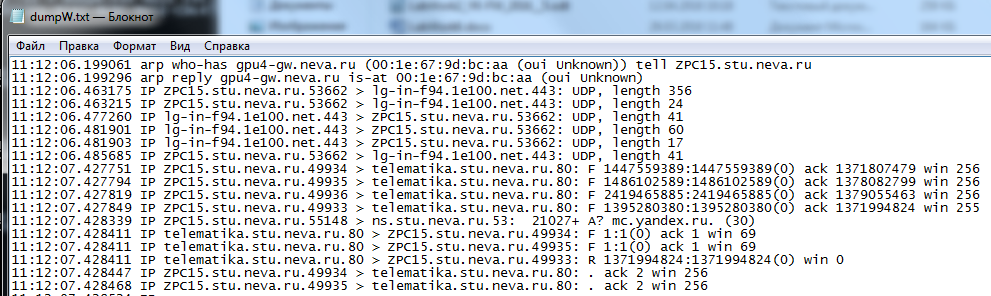 Документы
Изображения
dumpW.txt — Блокнот
Файл Правка Формат Вид Справка
11:12:06.199061 arp who-has gpu4-gw.neva.ru (00:1e:67:9d:bc:aa (oui Unknown)) tell ZPC15.stu.neva.ru
11:12:06.199296 arp reply gpu4-gw.neva.ru is-at 00:1e:67:9d:bc:aa (oui Unknown)
11:12:06.463175 IP ZPC15.stu.neva.ru.53662 > lg-in-f94.1e100.net.443: UDP, length 356
11:12:06.463215 IP ZPC15.stu.neva.ru.53662 > lg-in-f94.1e100.net.443: UDP, length 24
11:12:06.477260 IP lg-in-f94.1e100.net.443 > ZPC15.stu.neva.ru.53662: UDP, length 41
11:12:06.481901 IP lg-in-f94.1e100.net.443 > ZPC15.stu.neva.ru.53662: UDP, length 60
11:12:06.481903 IP lg-in-f94.1e100.net.443 > ZPC15.stu.neva.ru.53662: UDP, length 17
11:12:06.485685 IP ZPC15.stu.neva.ru.53662 > lg-in-f94.1e100.net.443: UDP, length 41
11:12:07.427751 IP ZPC15.stu.neva.ru.49934 > telematika.stu.neva.ru.80: F 1447559389:1447559389(0) ack 1371807479 win 256
11:12:07.427794 IP ZPC15.stu.neva.ru.49935 > telematika.stu.neva.ru.80: F 1486102589:1486102589(0) ack 1378082799 win 256
11:12:07.427819 IP ZPC15.stu.neva.ru.49936 > telematika.stu.neva.ru.80: F 2419465885:2419465885(0) ack 1379055463 win 256
11:12:07.427849 IP ZPC15.stu.neva.ru.49933 > telematika.stu.neva.ru.80: F 1395280380:1395280380(0) ack 1371994824 win 255
11:12:07.428339 IP ZPC15.stu.neva.ru.55148 > ns.stu.neva.ru.53: 21027+ A? mc.yandex.ru. (30)
11:12:07.428411 IP telematika.stu.neva.ru.80 > ZPC15.stu.neva.ru.49934: F 1:1(0) ack 1 win 69
11:12:07.428411 IP telematika.stu.neva.ru.80 > ZPC15.stu.neva.ru.49935: F 1:1(0) ack 1 win 69
11:12:07.428411 IP telematika.stu.neva.ru.80 > ZPC15.stu.neva.ru.49933: R 1371994824:1371994824(0) win 0
11:12:07.428447 IP ZPC15.stu.neva.ru.49934 > telematika.stu.neva.ru.80: . ack 2 win 256
11:12:07.428468 IP ZPC15.stu.neva.ru.49935 > telematika.stu.neva.ru.80: . ack 2 win 256